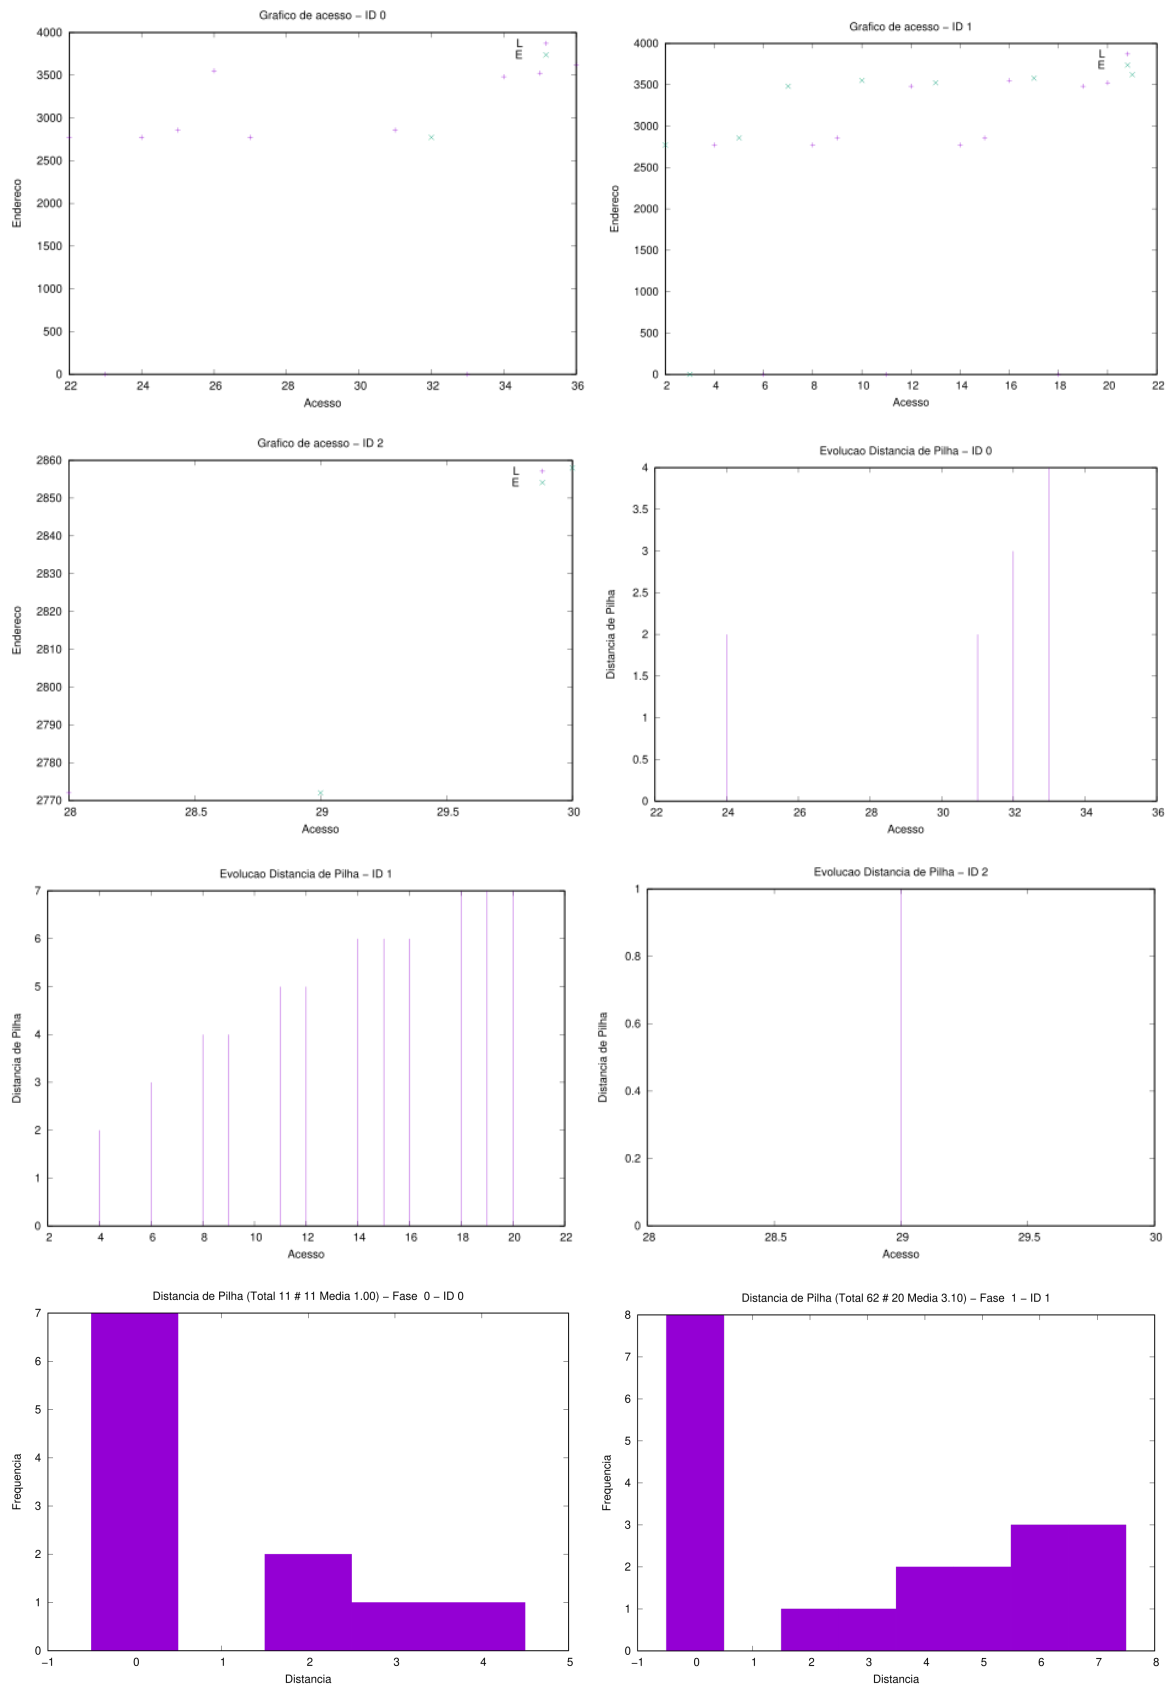 Grafico de acesso – ID 0
4000
3500
3000
2500
2000
1500
1000
500
0
L
E
Endereco
22 24 26 28 30 32 34 36
Acesso
Grafico de acesso – ID 1
4000
3500
3000
2500
2000
1500
1000
500
0
L
E
Endereco
2 4 6 8 10 12 14 16 18 20 22
Acesso
Grafico de acesso – ID 2
2860
2850
2840
2830
2820
2810
2800
2790
2780
2770
L
E
Endereco
28 28.5 29 29.5 30
Acesso
Evolucao Distancia de Pilha – ID 0
4
3.5
3
2.5
2
1.5
1
0.5
0
Distancia de Pilha
22 24 26 28 30 32 34 36
Acesso
Evolucao Distancia de Pilha – ID 1
7
6
5
4
3
2
1
0
Distancia de Pilha
2 4 6 8 10 12 14 16 18 20 22
Acesso
Evolucao Distancia de Pilha – ID 2
1
0.8
0.6
0.4
0.2
0
Distancia de Pilha
28 28.5 29 29.5 30
Acesso
Distancia de Pilha (Total 11 # 11 Media 1.00) – Fase 0 – ID 0
7
6
5
4
3
2
1
0
Frequencia
−1 0 1 2 3 4 5
Distancia
Distancia de Pilha (Total 62 # 20 Media 3.10) – Fase 1 – ID 1
8
7
6
5
4
3
2
1
0
Frequencia
−1 0 1 2 3 4 5 6 7 8
Distancia